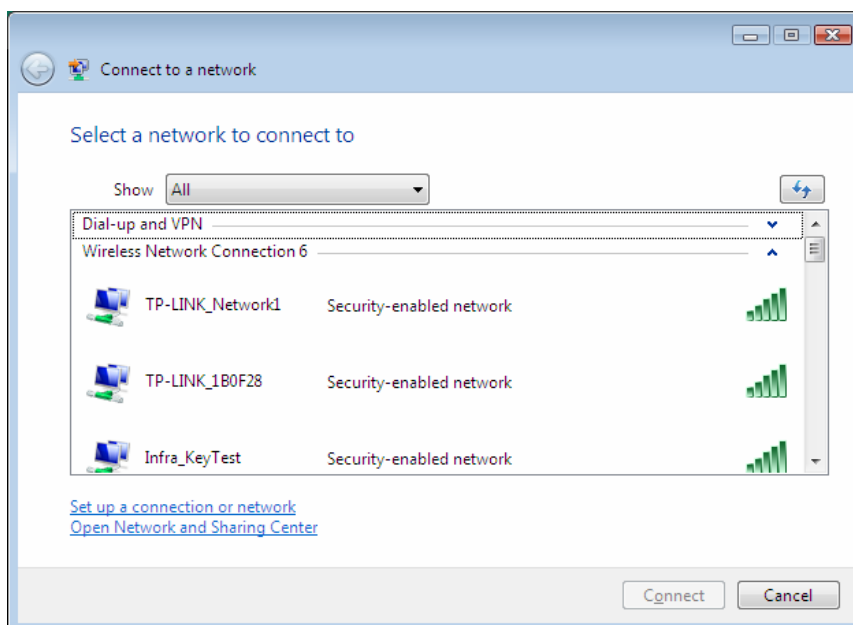 Connect to a network
Select a network to connect to
Show All
Dial-up and VPN
Wireless Network Connection 6
TP-LINK_Network1 Security-enabled network
TP-LINK_1B0F28 Security-enabled network
Infra_KeyTest Security-enabled network
Set up a connection or network
Open Network and Sharing Center
Connect Cancel